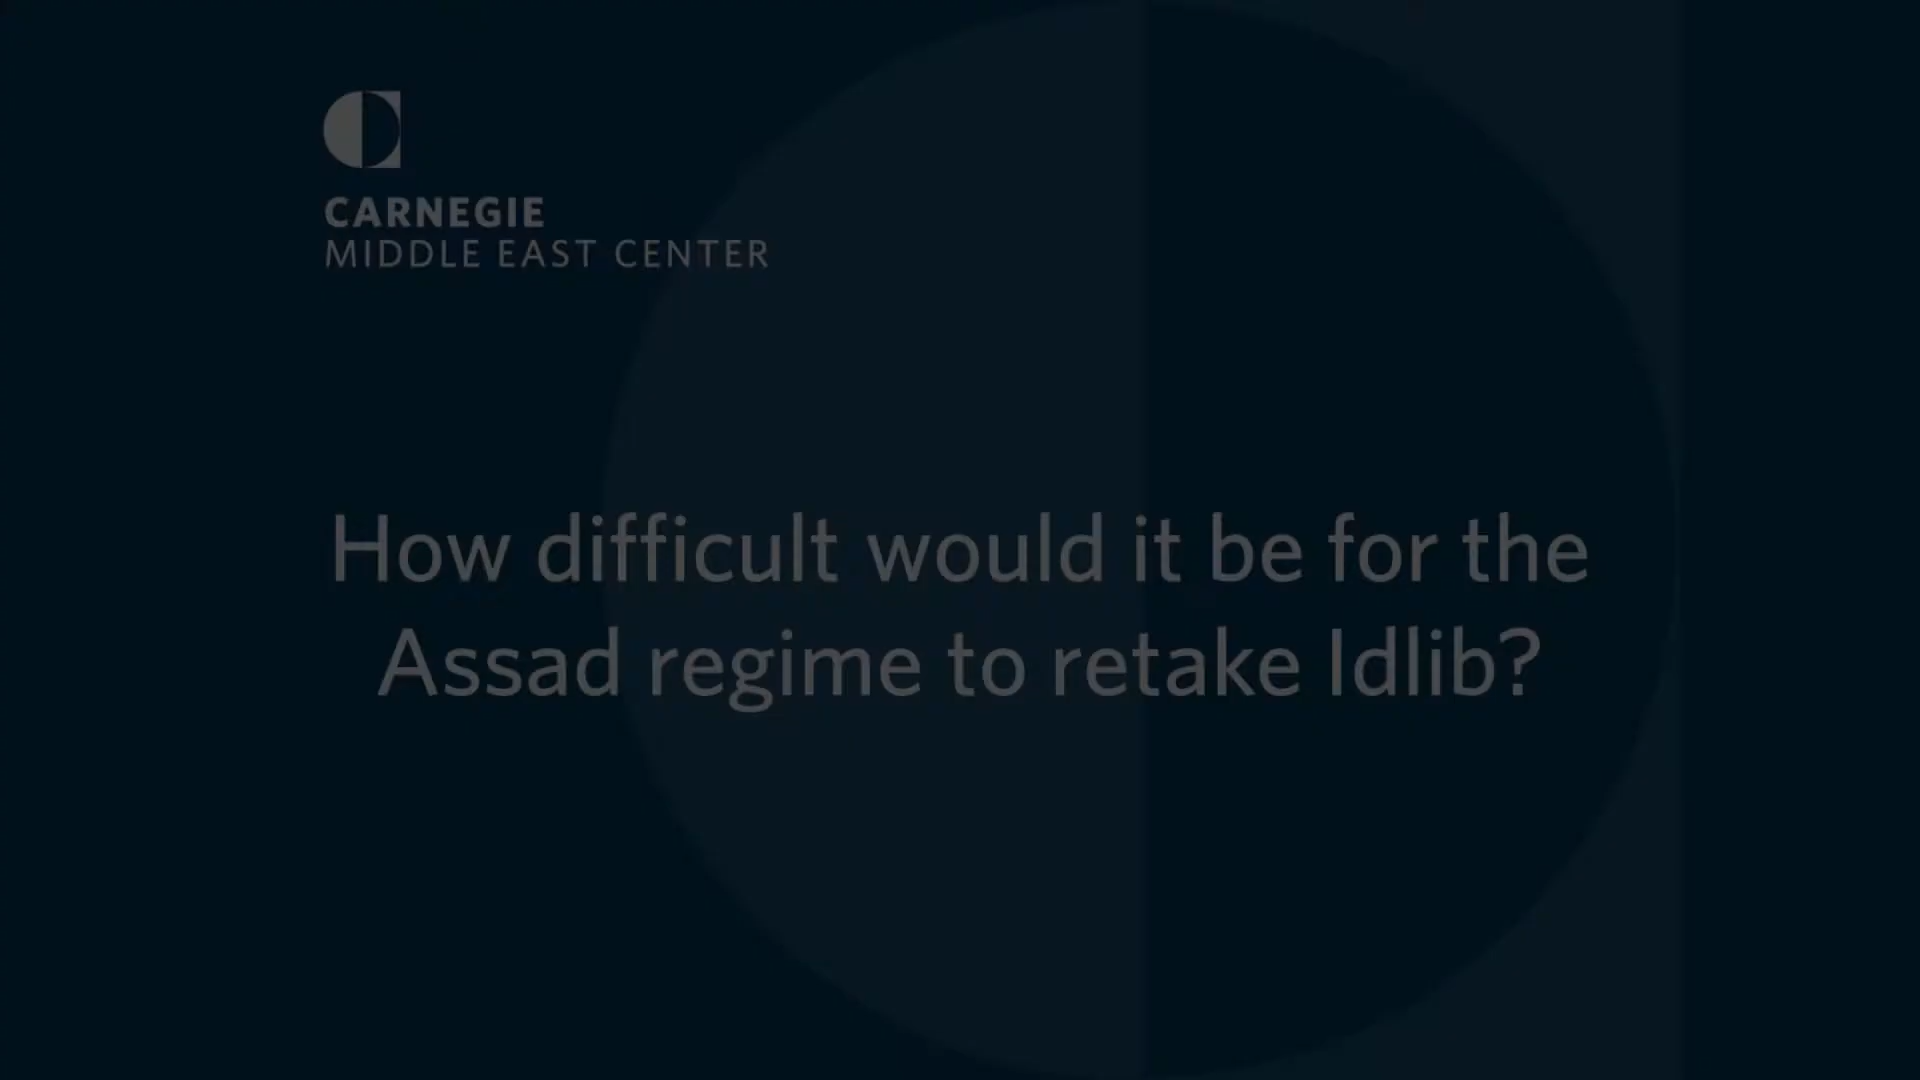 CARNEGIE
MIDDLE EAST CENTER
How difficult would it be for the
Assad regime to retake Idlib?